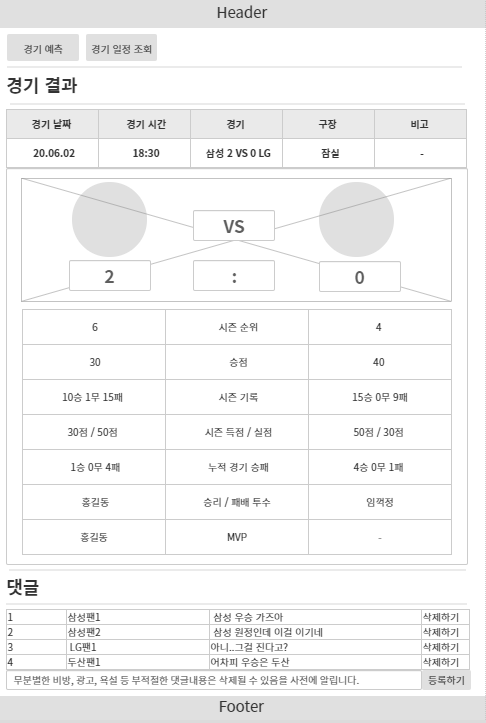 Header
경기 예측 경기 일정 조회
경기 결과
경기 날짜 경기 시간 경기 구장 비고
20.06.02 18:30 삼성 2 VS 0 LG 잠실 -
VS
2 : 0
6 시즌 순위 4
30 승점 40
10승 1무 15패 시즌 기록 15승 0무 9패
30점 / 50점 시즌 득점 / 실점 50점 / 30점
1승 0무 4패 누적 경기 승패 4승 0무 1패
홍길동 승리 / 패배 투수 임꺽정
홍길동 MVP -
댓글
1 삼성팬1 삼성 우승 가즈아 삭제하기
2 삼성팬2 삼성 원정인데 이걸 이기네 삭제하기
3 LG팬1 아니...그걸 진다고? 삭제하기
4 두산팬1 어차피 우승은 두산 삭제하기
무분별한 비방, 광고, 욕설 등 부적절한 댓글내용은 삭제될 수 있음을 사전에 알립니다. 등록하기
Footer